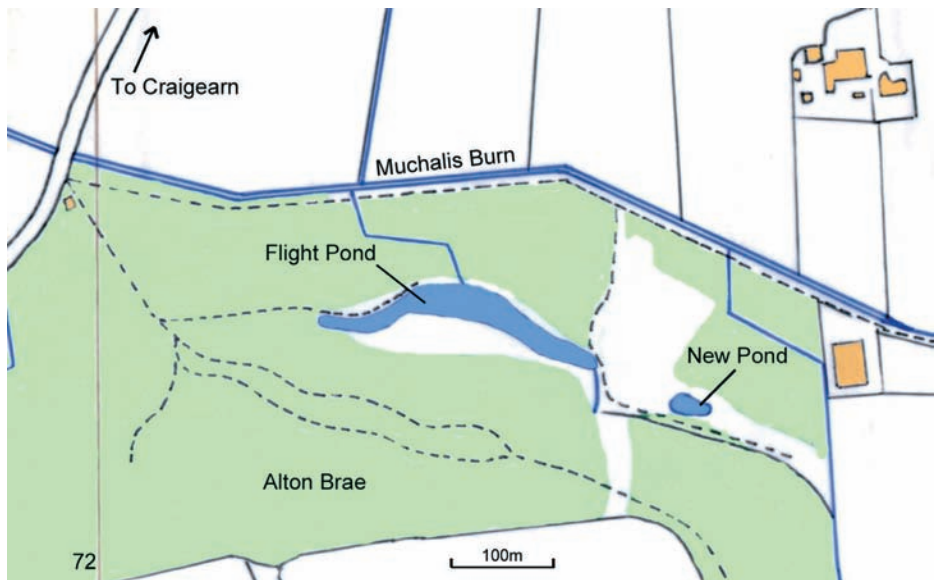 To Craigearn
Muchalis Burn
Flight Pond
New Pond
Alton Brae
72
100m